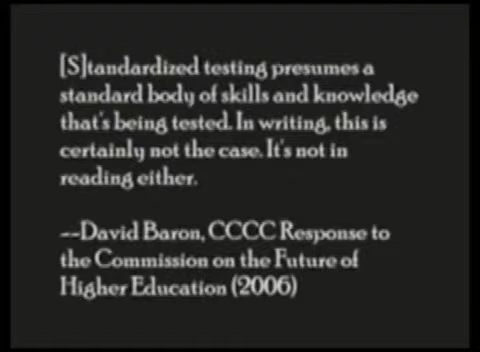 [S]tandardized testing presumes a
standard body of skills and knowledge
that's being tested. In writing, this is
certainly not the case. It's not in
reading either.
--David Baron, CCCC Response to
the Commission on the Future of
Higher Education (2006)